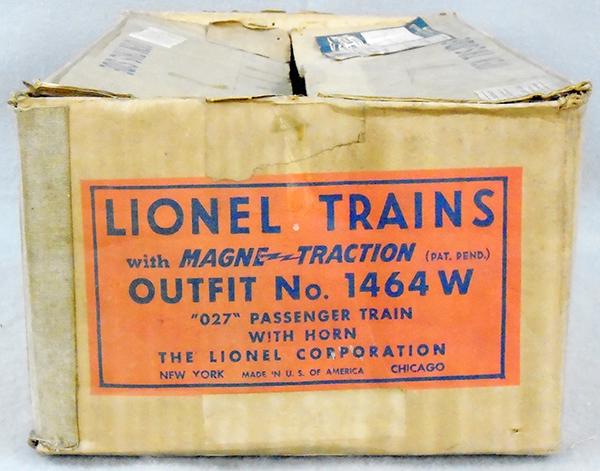 LIONEL TRAINS
with MAGNE TRACTION (PAT. PEND.)
OUTFIT No. 1464 W
"027" PASSENGER TRAIN
WITH HORN
THE LIONEL CORPORATION
NEW YORK MADE IN U. S. OF AMERICA CHICAGO